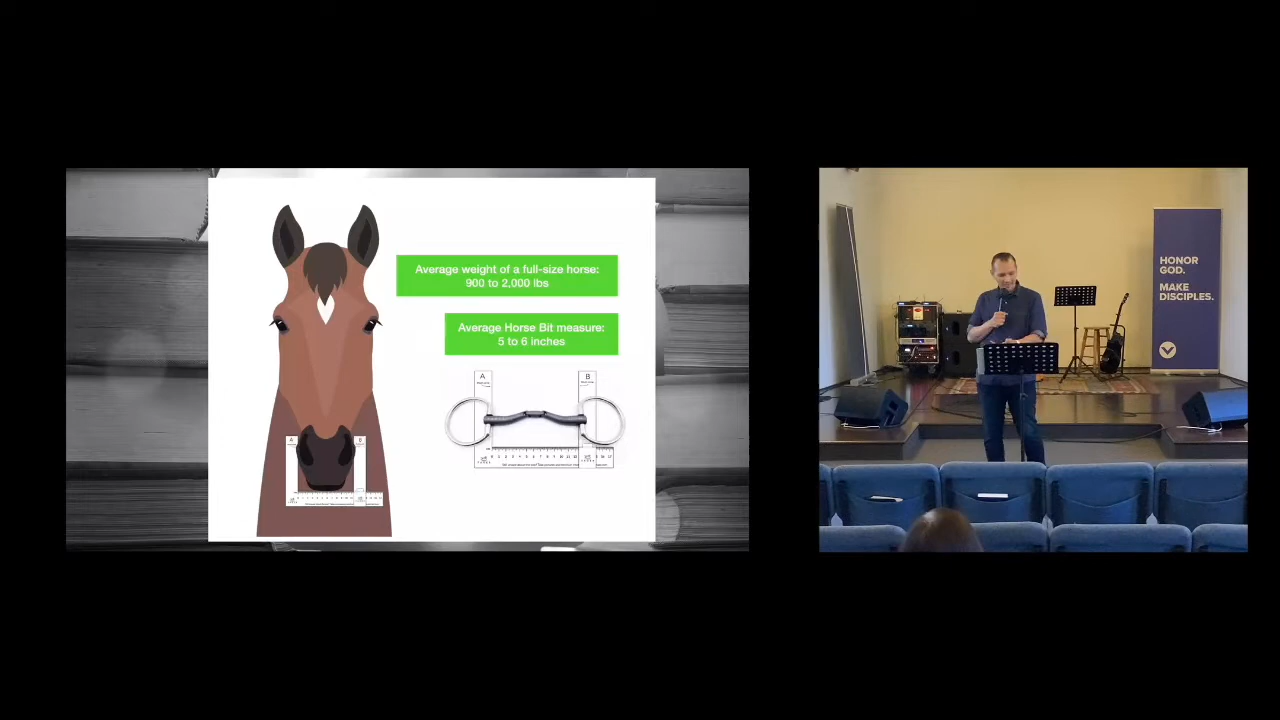 Average weight of a full-size horse:
900 to 2,000 lbs
Average Horse Bit measure:
5 to 6 inches
A
B
A
B
HONOR
GOD.
MAKE
DISCIPLES.